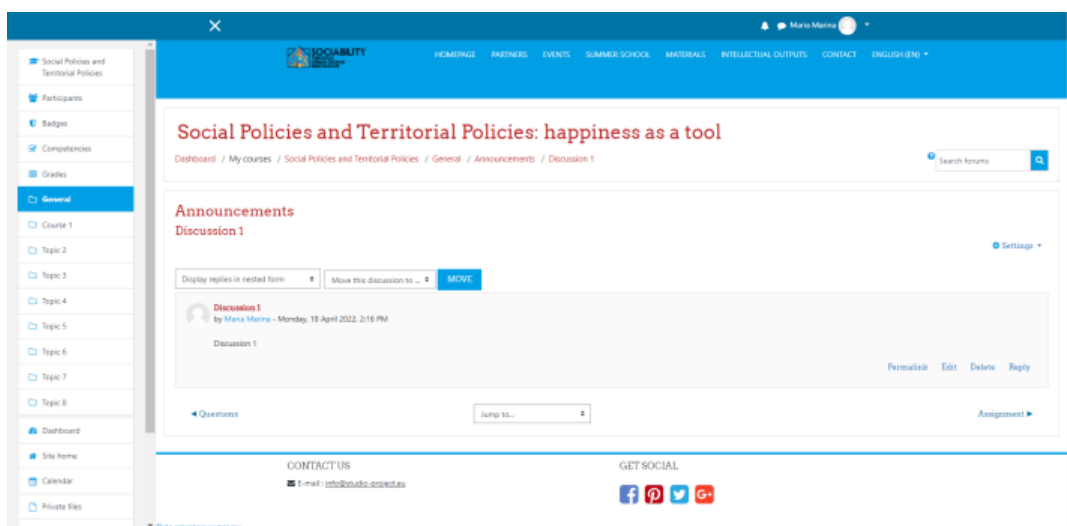 Maria Marina
Social Policies and
Territorial Policies
Participants
Badges
Competencies
Grades
General
Course 1
Topic 2
Topic 3
Topic 4
Topic 5
Topic 6
Topic 7
Topic 8
Dashboard
Site home
Calendar
Private files
SOCIABILITY
HOMEPAGE PARTNERS EVENTS SUMMER SCHOOL MATERIALS INTELLECTUAL OUTPUTS CONTACT ENGLISH (EN)
Social Policies and Territorial Policies: happiness as a tool
Dashboard / My courses / Social Policies and Territorial Policies / General / Announcements / Discussion 1
Search forums
Announcements
Discussion 1
Settings
Display replies in nested form
Move this discussion to ...
MOVE
Discussion 1
by Maria Marina - Monday, 18 April 2022, 2:16 PM
Discussion 1
Permalink Edit Delete Reply
◄ Questions
Jump to...
Assignment ►
CONTACT US
E-mail : info@studio-project.eu
GET SOCIAL